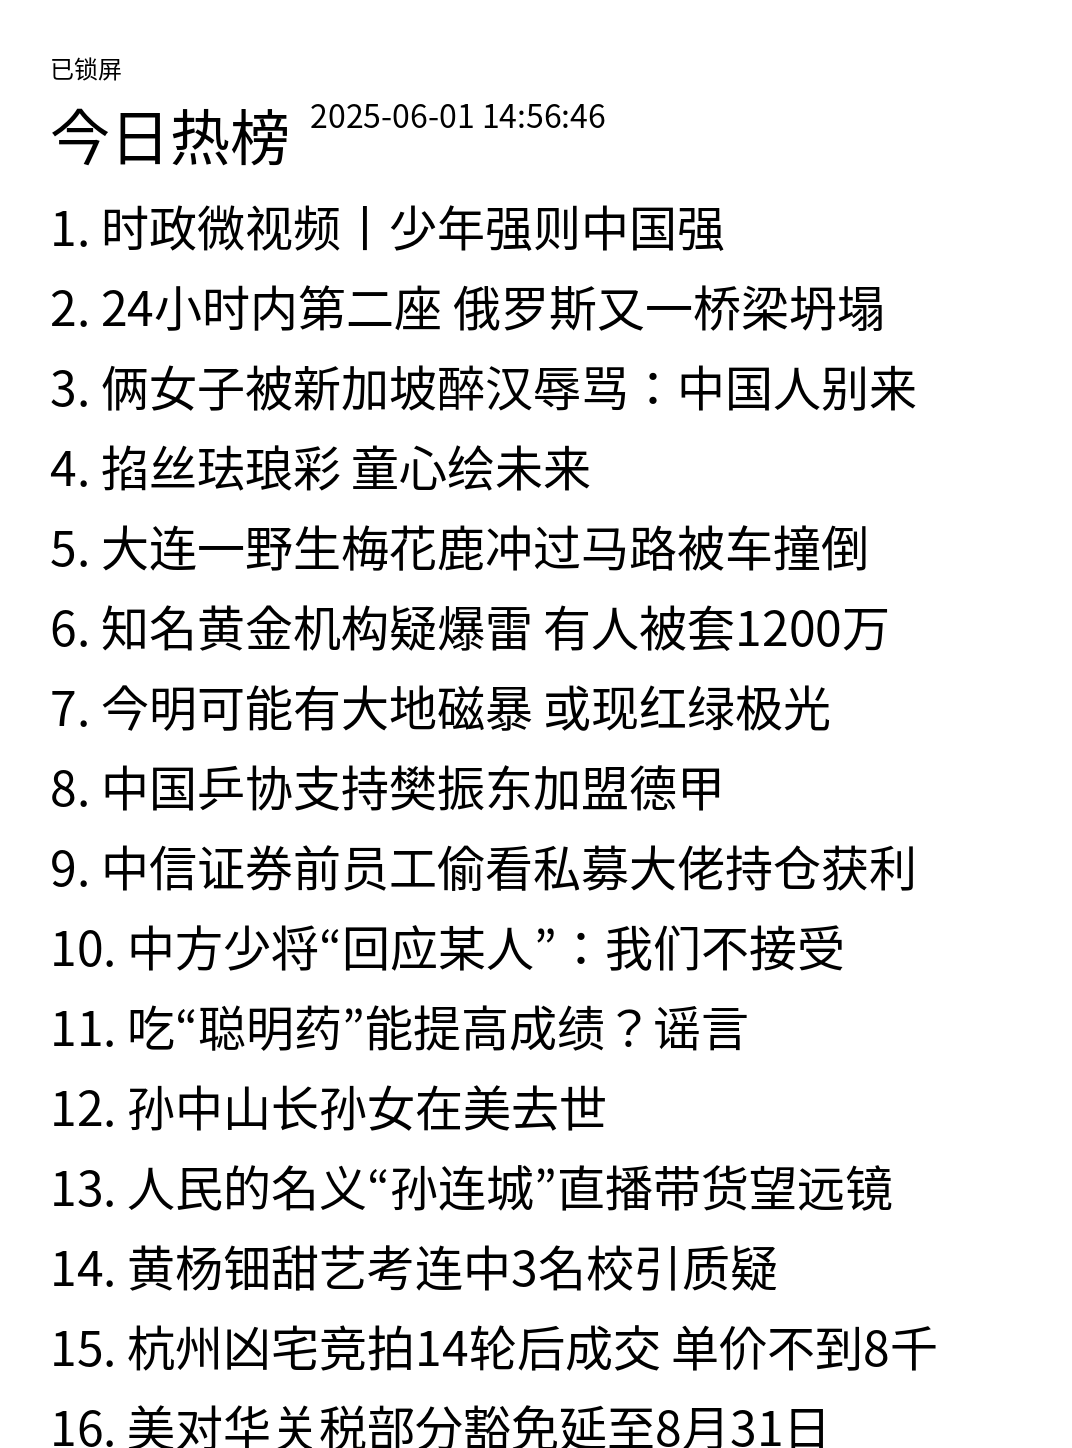 已锁屏
今日热榜 2025-06-01 14:56:46
1. 时政微视频丨少年强则中国强
2. 24小时内第二座 俄罗斯又一桥梁坍塌
3. 俩女子被新加坡醉汉辱骂：中国人别来
4. 掐丝珐琅彩 童心绘未来
5. 大连一野生梅花鹿冲过马路被车撞倒
6. 知名黄金机构疑爆雷 有人被套1200万
7. 今明可能有大地磁暴 或现红绿极光
8. 中国乒协支持樊振东加盟德甲
9. 中信证券前员工偷看私募大佬持仓获利
10. 中方少将“回应某人”：我们不接受
11. 吃“聪明药”能提高成绩？谣言
12. 孙中山长孙女在美去世
13. 人民的名义“孙连城”直播带货望远镜
14. 黄杨钿甜艺考连中3名校引质疑
15. 杭州凶宅竞拍14轮后成交 单价不到8千
16. 美对华关税部分豁免延至8月31日